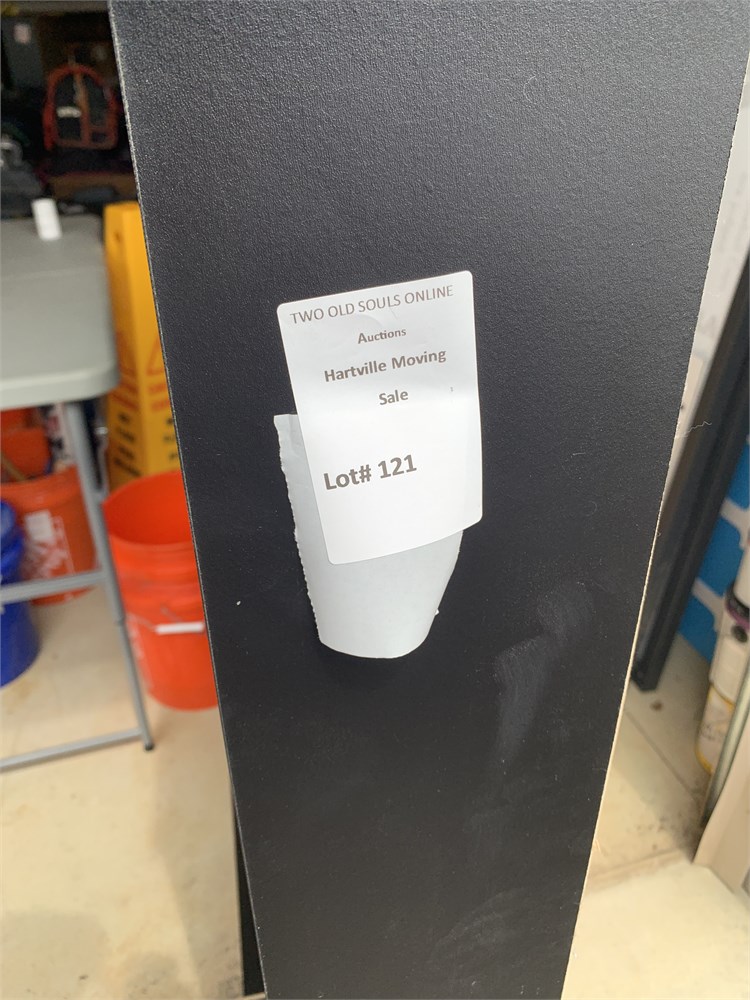 TWO OLD SOULS ONLINE
Auctions
Hartville Moving
Sale
Lot# 121